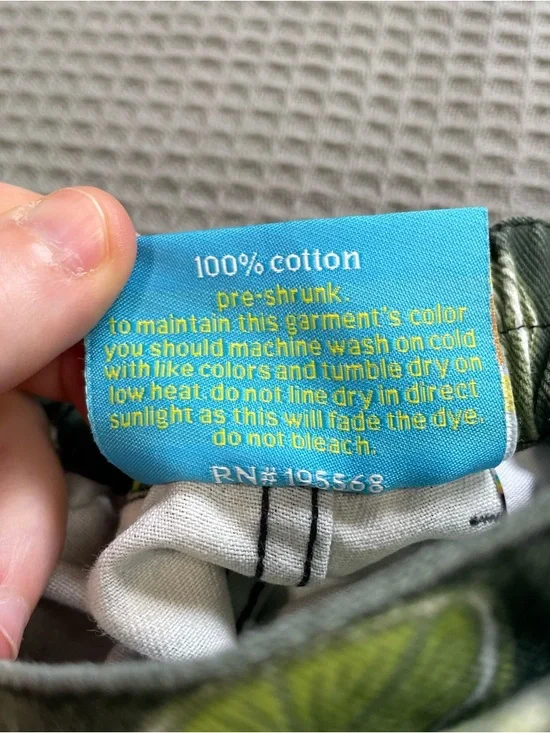 100% cotton
pre-shrunk.
to maintain this garment's color
you should machine wash on cold
with like colors and tumble dry on
low heat. do not line dry in direct
sunlight as this will fade the dye.
do not bleach.
RN# 195568